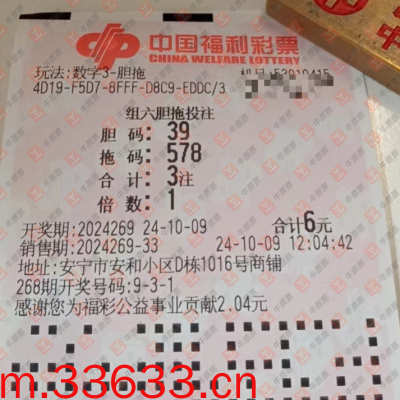 中国福利彩票
CHINA WELFARE LOTTERY
玩法:数字3-胆拖
4D19-F5D7-8FFF-D8C9-EDDC/3
组六胆拖投注
胆 码: 39
拖 码: 578
合 计: 3注
倍 数: 1
开奖期: 2024269 24-10-09 合计6元
销售期: 2024269-33 24-10-09 12:04:42
地址: 安宁市安和小区D栋1016号商铺
268期开奖号码: 9-3-1
感谢您为福彩公益事业贡献2.04元
m.33633.cn